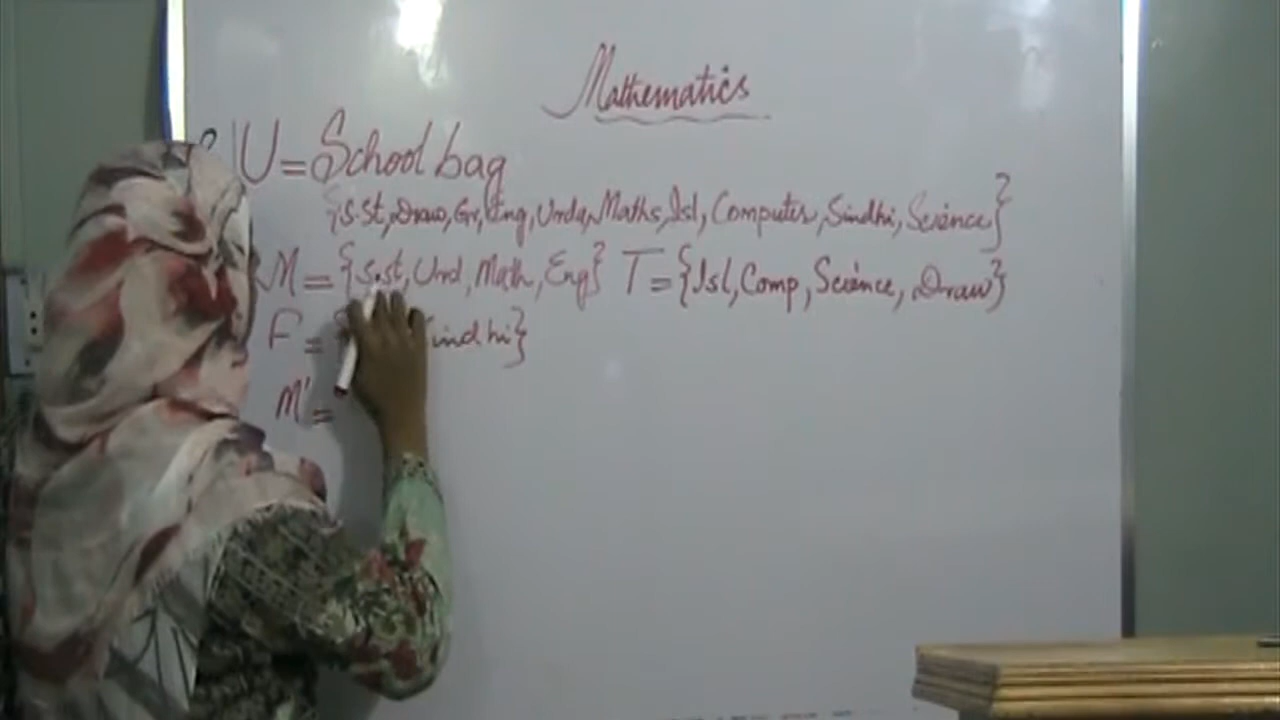 Mathematics
U = School bag
{S.St, Draw, Gr, Eng, Urdu, Maths, Isl, Computer, Sindhi, Science}
M = {S.st, Urd, Math, Eng} T = {Isl, Comp, Science, Draw}
F = indhi}
M' =